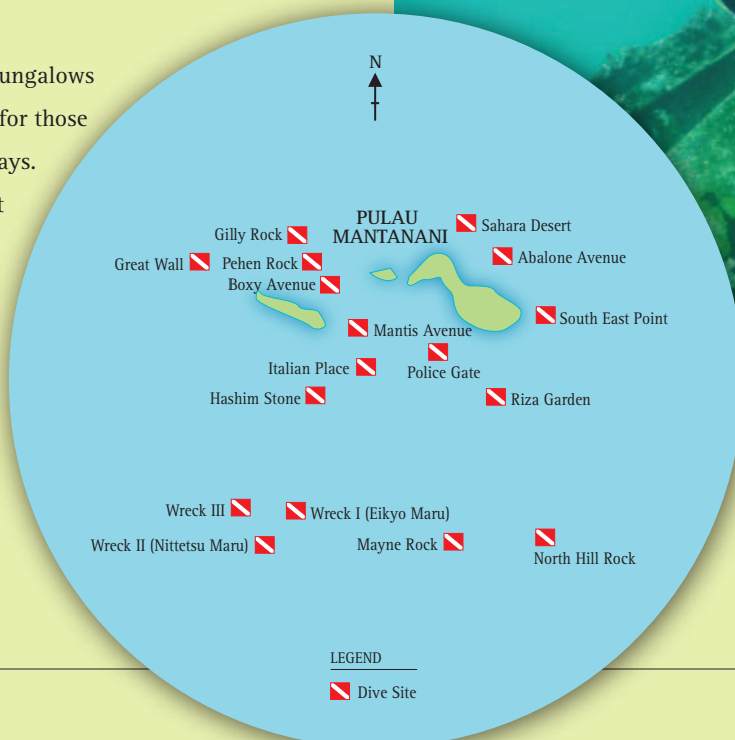 ungalows
for those
ays.
t
N
PULAU
MANTANANI
Sahara Desert
Gilly Rock
Abalone Avenue
Great Wall
Pehen Rock
Boxy Avenue
South East Point
Mantis Avenue
Italian Place
Police Gate
Hashim Stone
Riza Garden
Wreck III
Wreck I (Eikyo Maru)
Wreck II (Nittetsu Maru)
Mayne Rock
North Hill Rock
LEGEND
Dive Site